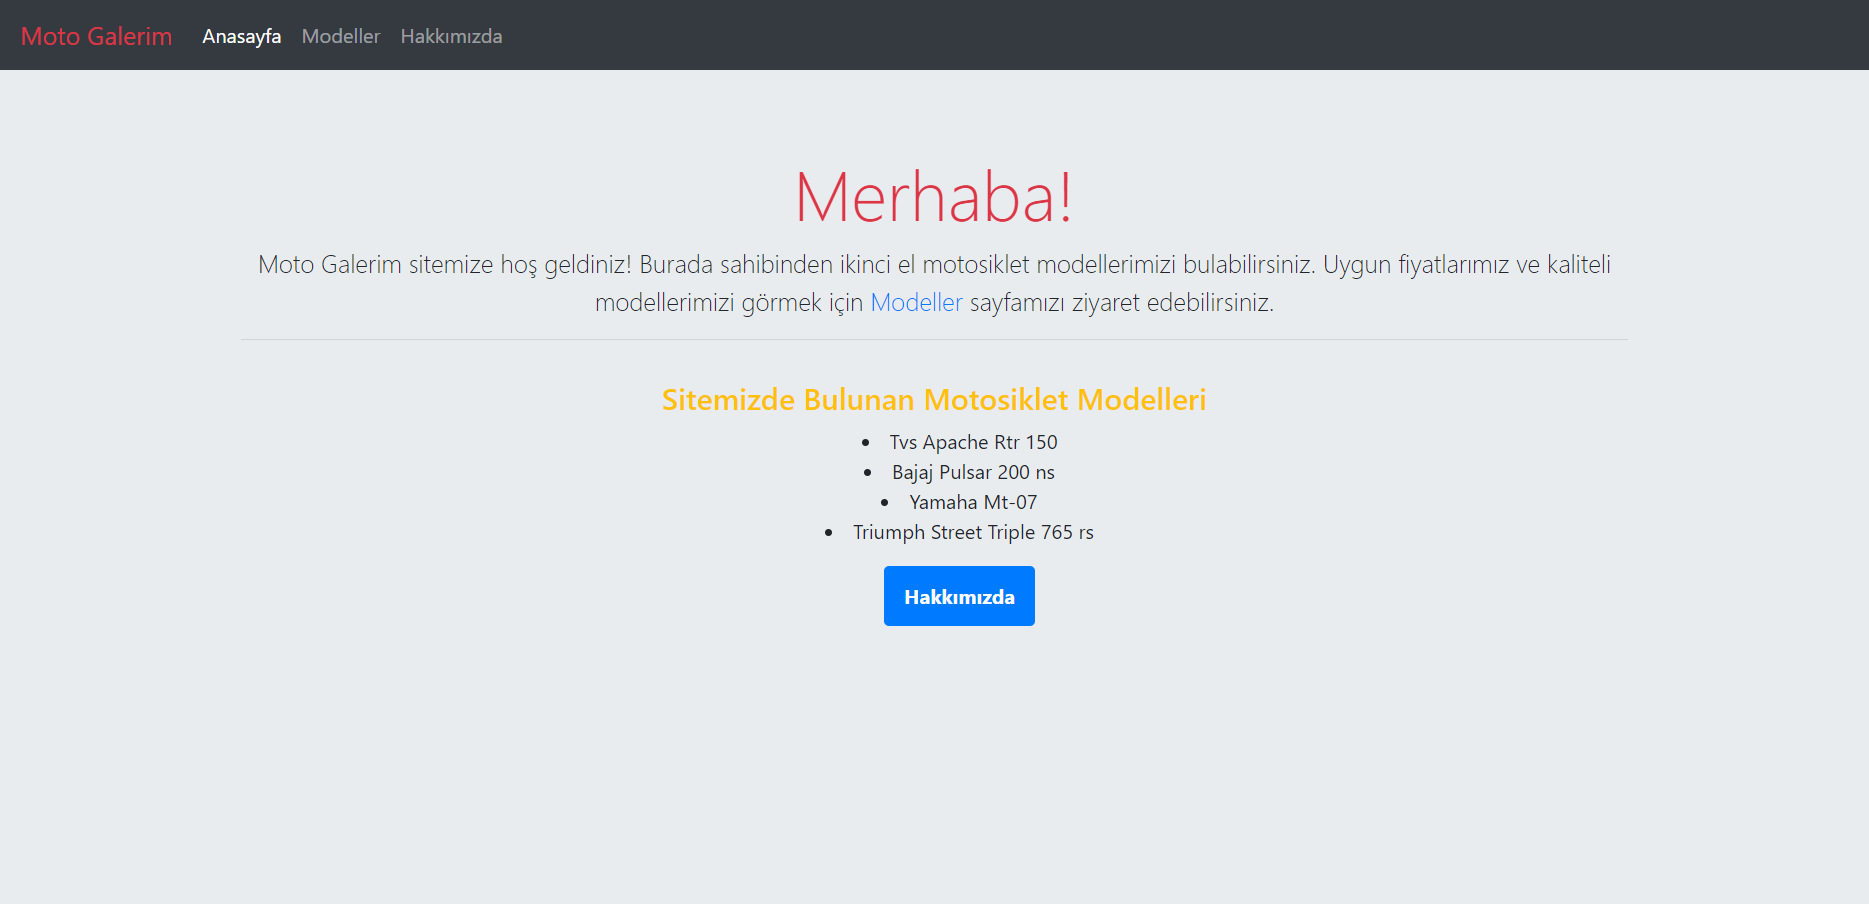 Moto Galerim Anasayfa Modeller Hakkımızda
Merhaba!
Moto Galerim sitemize hoş geldiniz! Burada sahibinden ikinci el motosiklet modellerimizi bulabilirsiniz. Uygun fiyatlarımız ve kaliteli
modellerimizi görmek için Modeller sayfamızı ziyaret edebilirsiniz.
Sitemizde Bulunan Motosiklet Modelleri
• Tvs Apache Rtr 150
• Bajaj Pulsar 200 ns
• Yamaha Mt-07
• Triumph Street Triple 765 rs
Hakkımızda